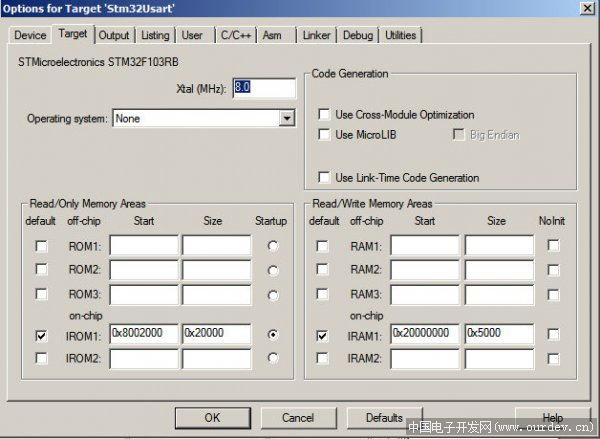 Options for Target 'Stm32Usart'
Device Target Output Listing User C/C++ Asm Linker Debug Utilities
STMicroelectronics STM32F103RB
Xtal (MHz): 8.0
Operating system: None
Code Generation
Use Cross-Module Optimization
Use MicroLIB Big Endian
Use Link-Time Code Generation
Read/Only Memory Areas
default off-chip Start Size Startup
ROM1:
ROM2:
ROM3:
on-chip
IROM1: 0x8002000 0x20000
IROM2:
Read/Write Memory Areas
default off-chip Start Size NoInit
RAM1:
RAM2:
RAM3:
on-chip
IRAM1: 0x20000000 0x5000
IRAM2:
OK Cancel Defaults Help
中国电子开发网(www.ourdev.cn)